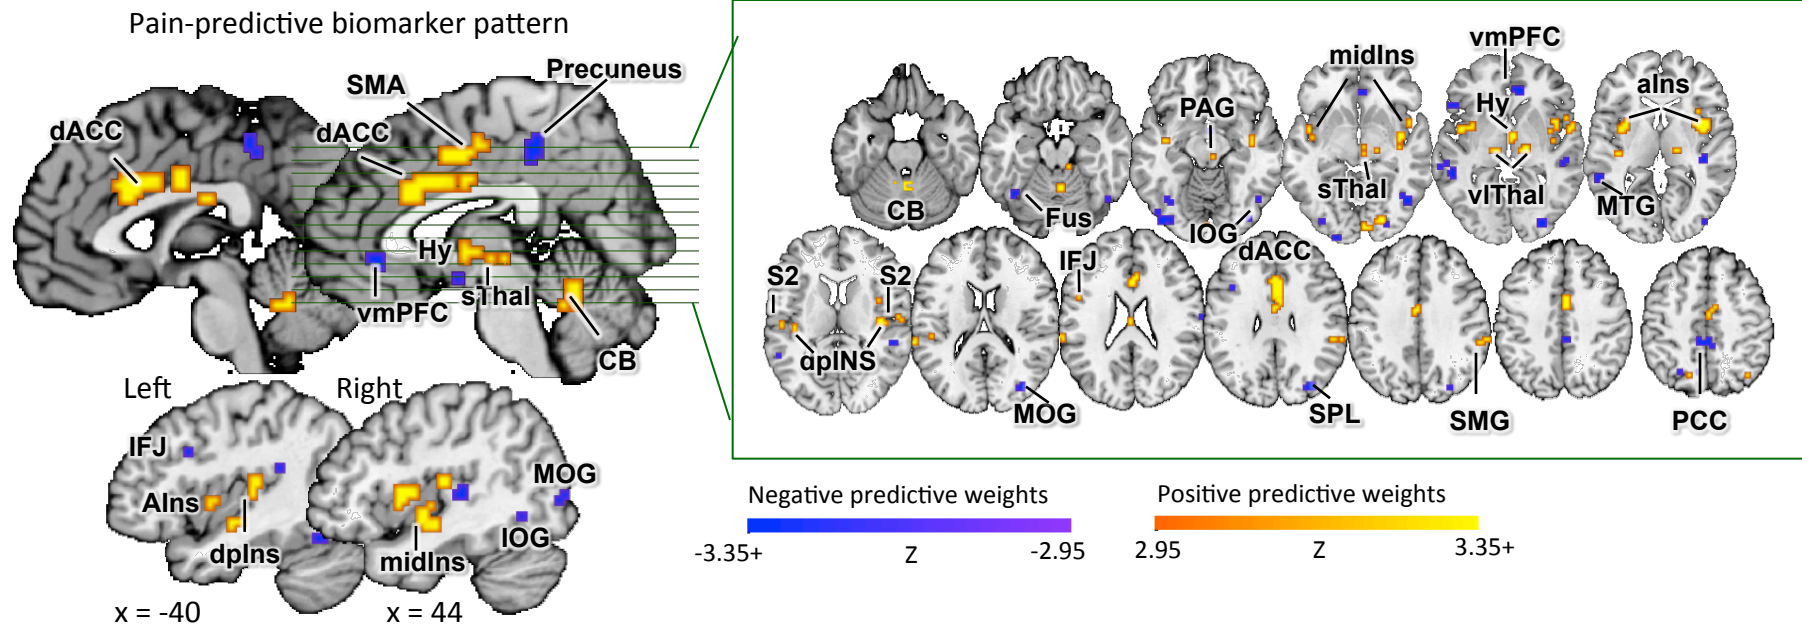 Pain-predictive biomarker pattern
SMA
Precuneus
dACC
dACC
Hy
sThal
vmPFC
CB
Left
Right
IFJ
AIns
dpIns
MOG
IOG
midIns
x = -40
x = 44
vmPFC
midIns
PAG
Hy
aIns
CB
Fus
IOG
sThal
vlThal
MTG
S2
S2
IFJ
dACC
dpINS
MOG
SPL
SMG
PCC
Negative predictive weights
-3.35+
Z
-2.95
Positive predictive weights
2.95
Z
3.35+